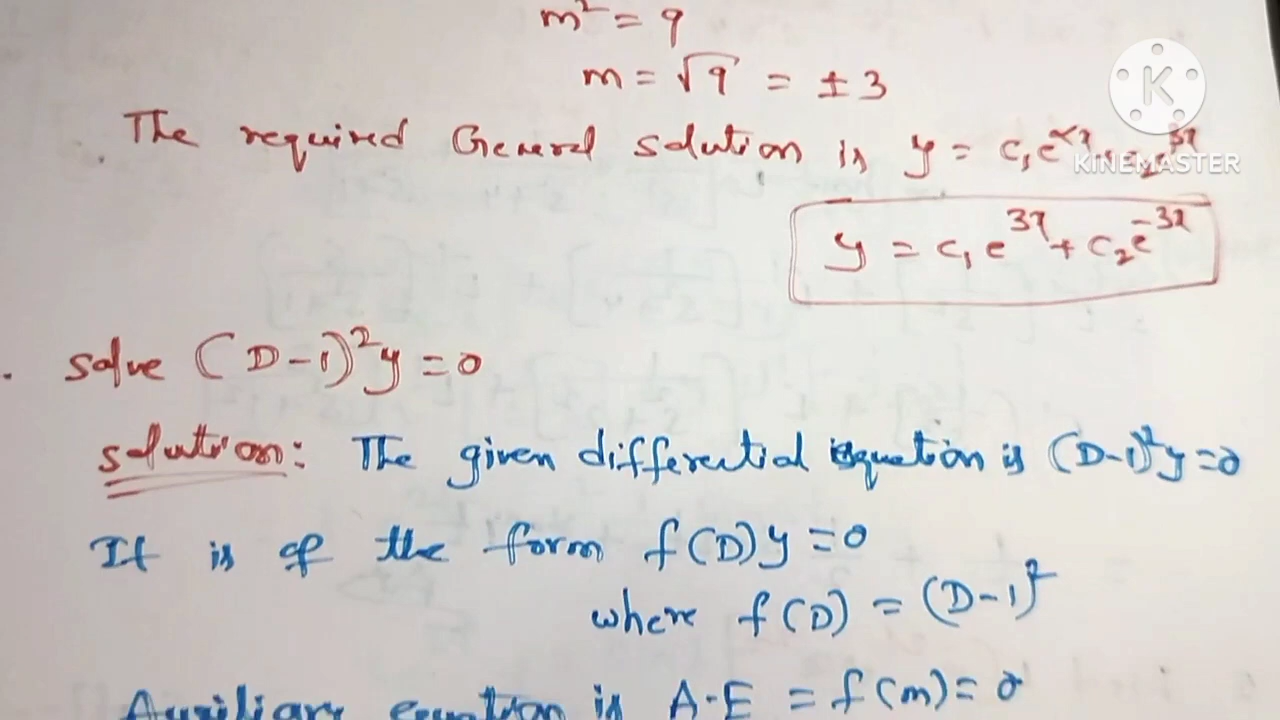 m² = 9
m = √9 = ±3
The required General solution is y = c₁e
KINEMASTER
y = c₁e^3x + c₂e^-3x
solve (D-1)²y=0
solution: The given differential equation is (D-1)²y=0
It is of the form f(D)y=0
where f(D) = (D-1)²
Auxiliary equation is A.E = f(m)=0